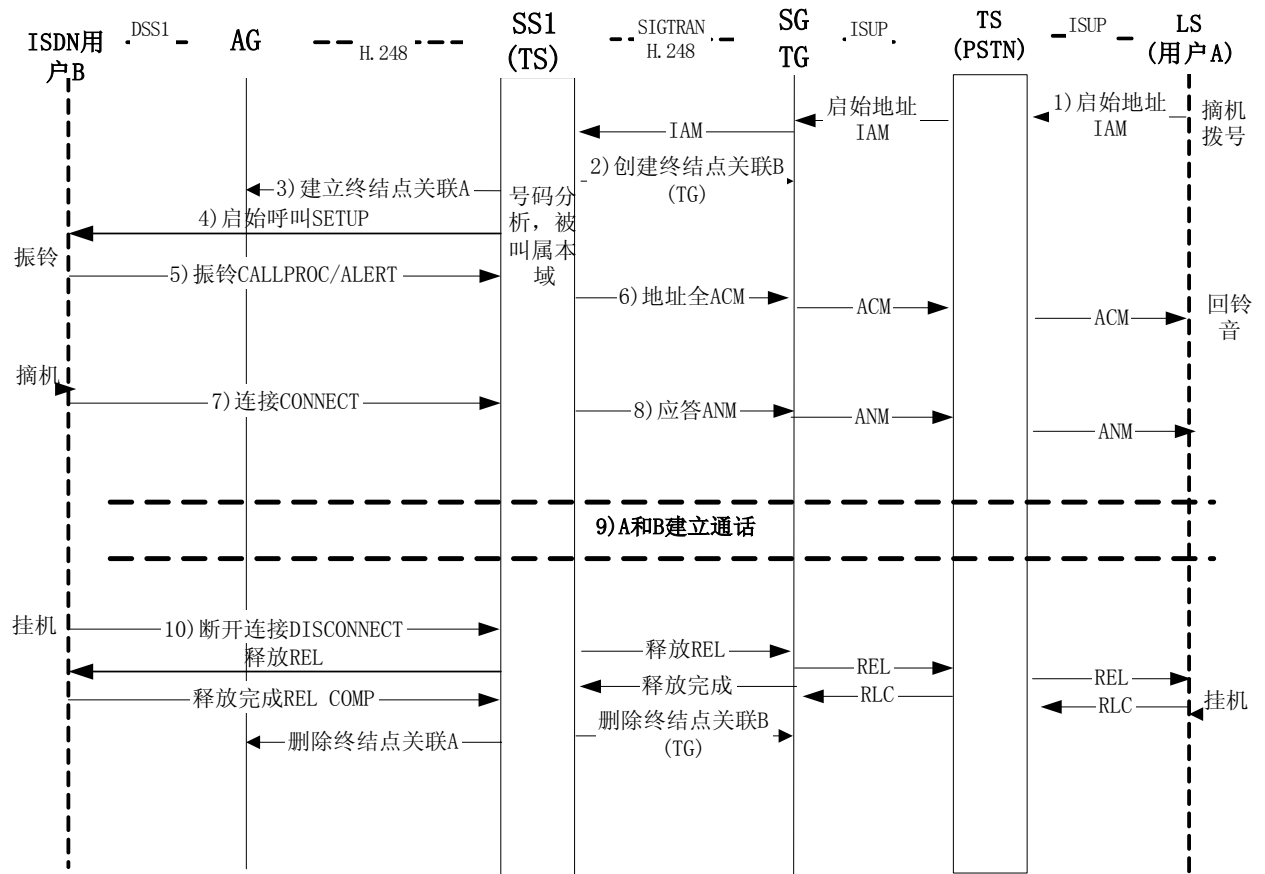 ISDN用
户B
DSS1
AG
H.248
SS1
(TS)
SIGTRAN
H.248
SG
TG
ISUP
TS
(PSTN)
ISUP
LS
(用户A)
1)启始地址
IAM
摘机
拨号
启始地址
IAM
IAM
2)创建终结点关联B
(TG)
3)建立终结点关联A
号码分
析，被
叫属本
域
4)启始呼叫SETUP
振铃
5)振铃CALLPROC/ALERT
6)地址全ACM
ACM
ACM
回铃
音
摘机
7)连接CONNECT
8)应答ANM
ANM
ANM
9)A和B建立通话
挂机
10)断开连接DISCONNECT
释放REL
释放REL
REL
REL
释放完成REL COMP
释放完成
RLC
RLC
挂机
删除终结点关联A
删除终结点关联B
(TG)